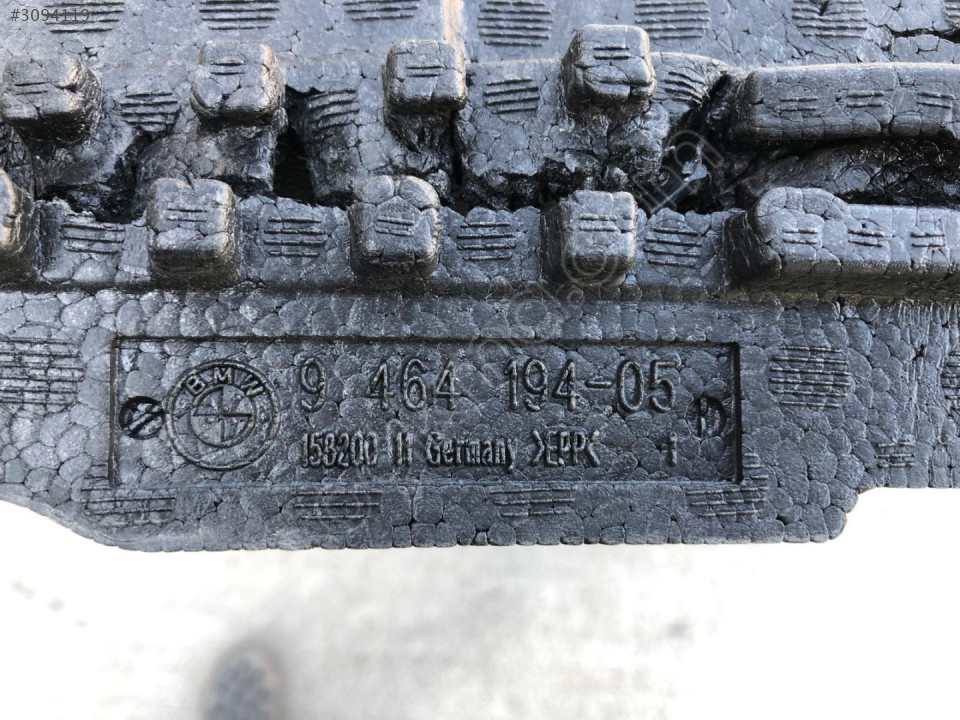 #3094119
BMW
9 464 194-05
158200 11 Germany >EPP<